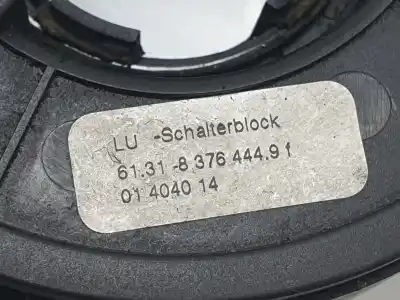 LU -Schalterblock
61.31 -8 376 444.9 f
01 4040 14